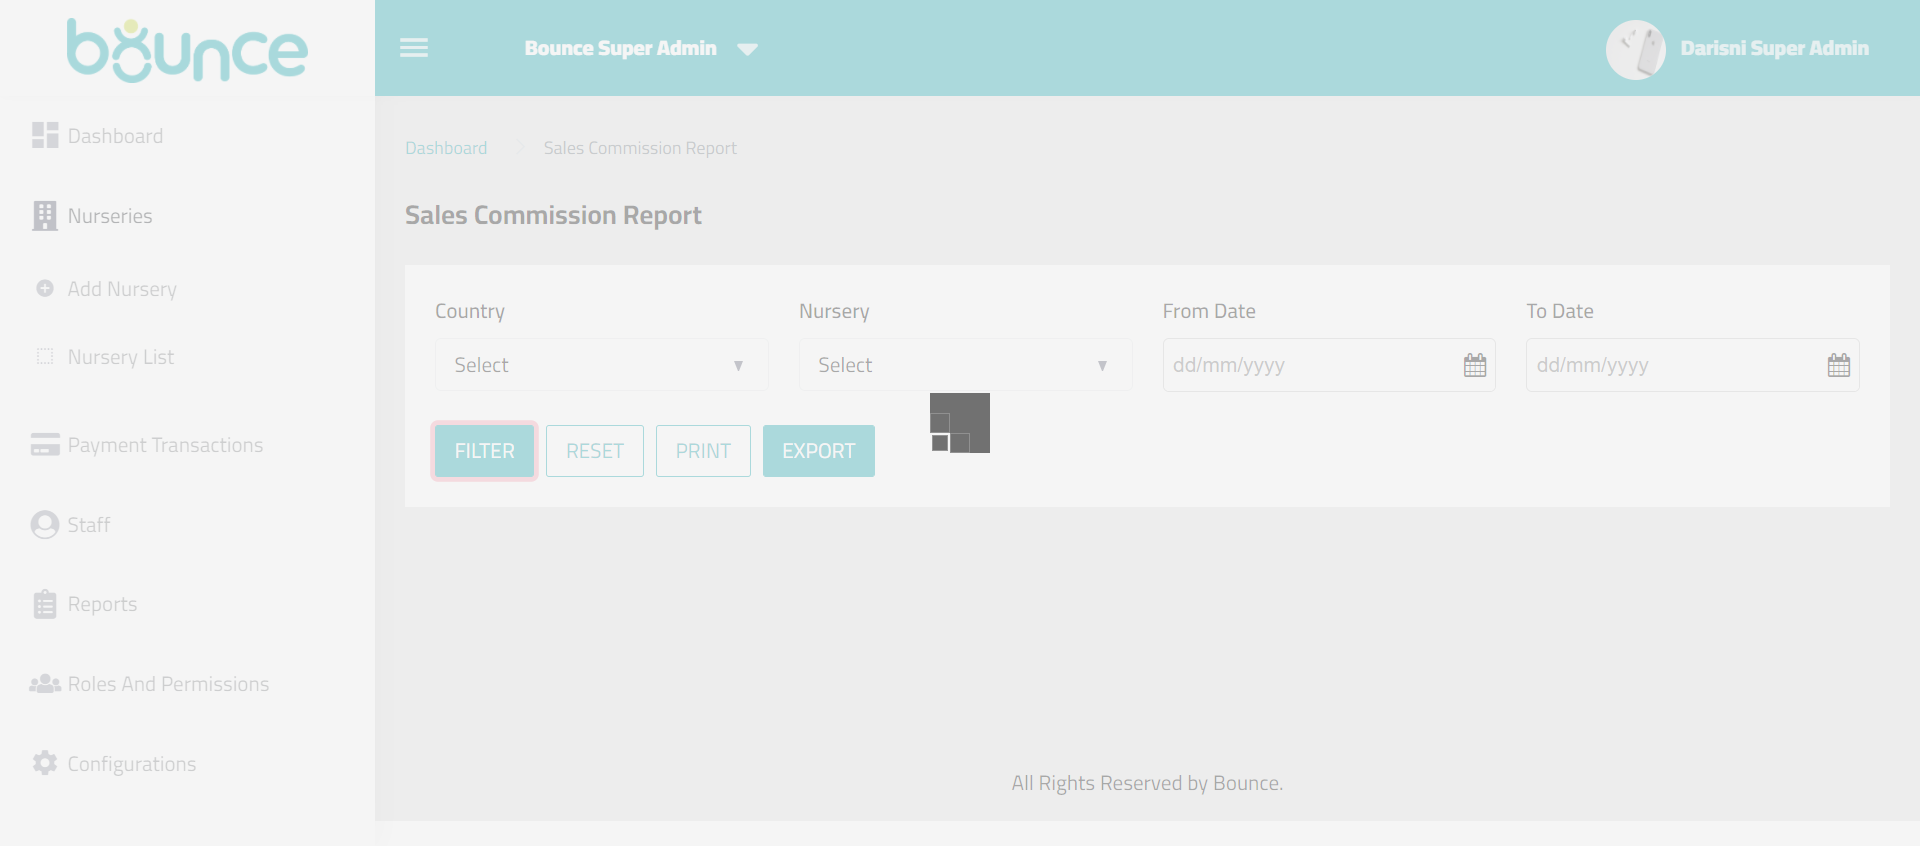 bounce
Bounce Super Admin
Darisni Super Admin
Dashboard
Nurseries
Add Nursery
Nursery List
Payment Transactions
Staff
Reports
Roles And Permissions
Configurations
Dashboard
Sales Commission Report
Sales Commission Report
Country
Nursery
From Date
To Date
Select
Select
dd/mm/yyyy
dd/mm/yyyy
FILTER
RESET
PRINT
EXPORT
All Rights Reserved by Bounce.